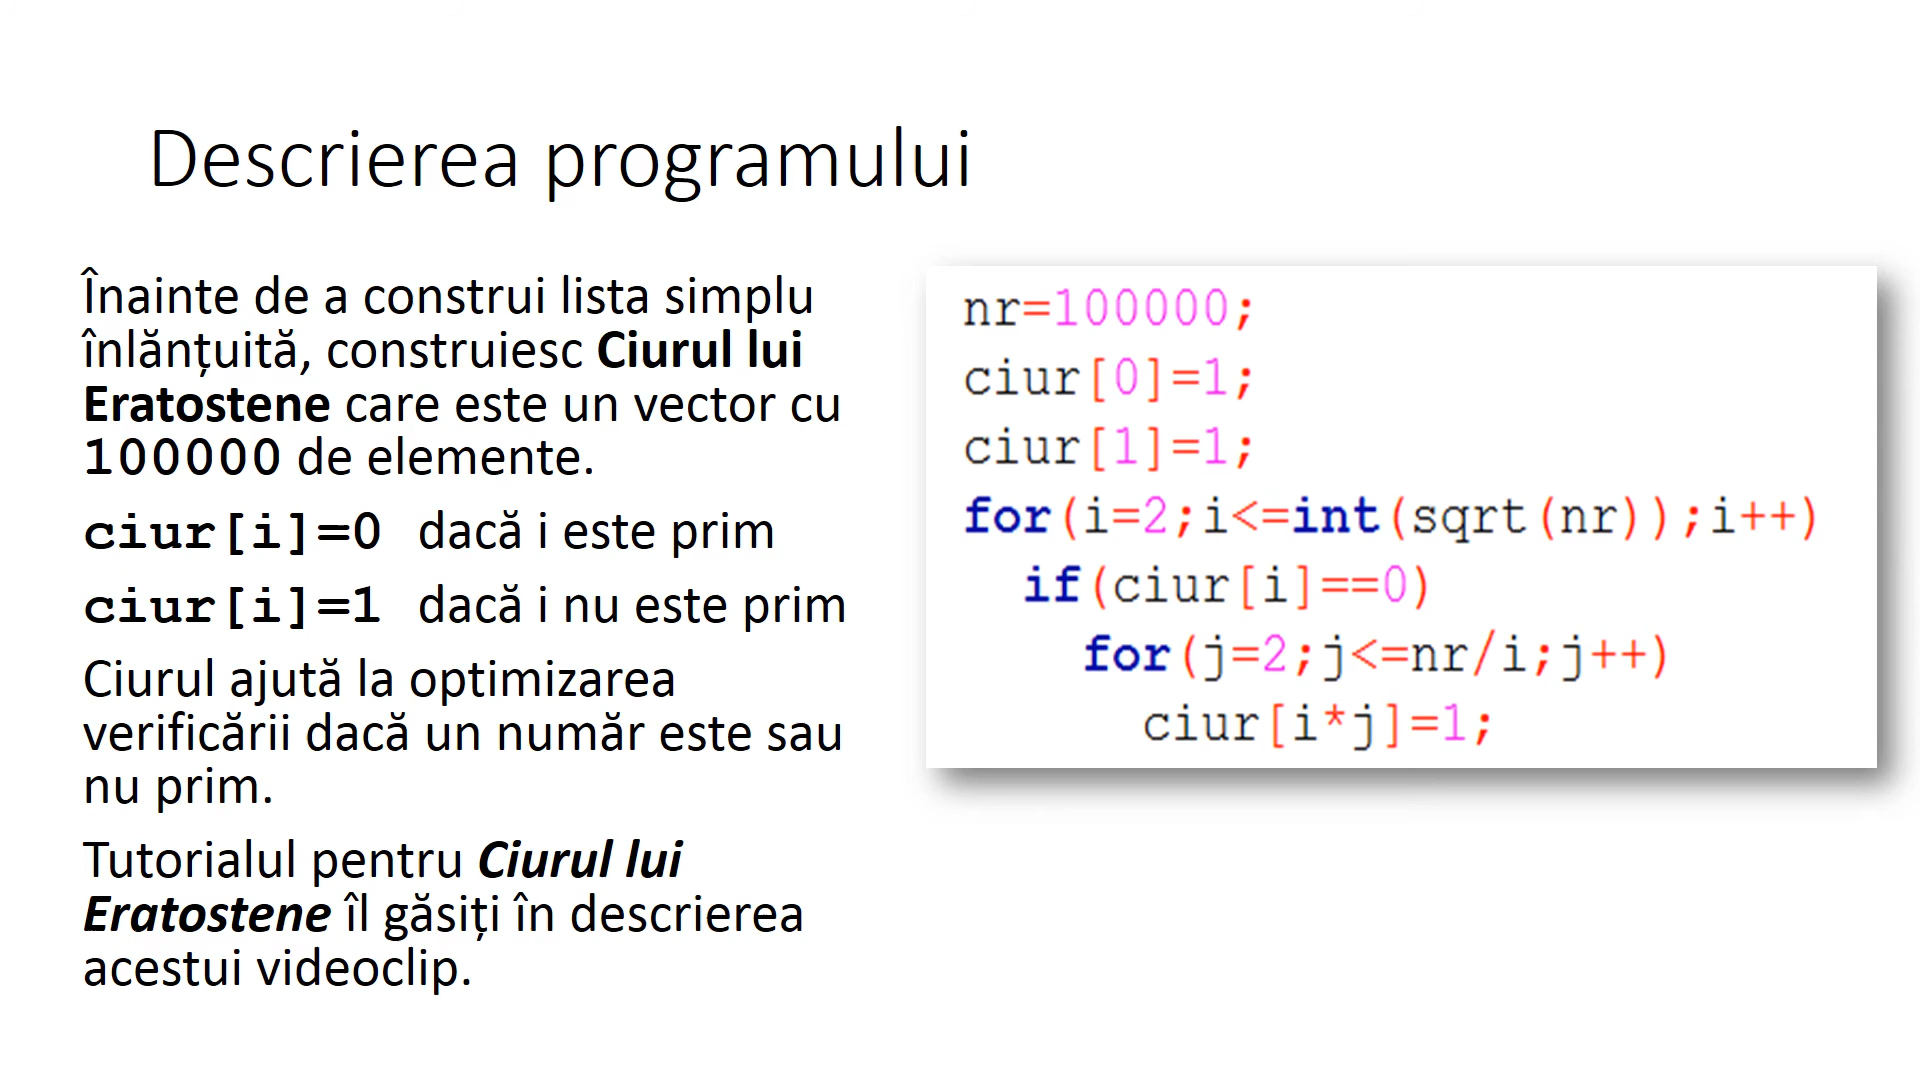 Descrierea programului
Înainte de a construi lista simplu
înlănțuită, construiesc Ciurul lui
Eratostene care este un vector cu
100000 de elemente.
ciur[i]=0 dacă i este prim
ciur[i]=1 dacă i nu este prim
Ciurul ajută la optimizarea
verificării dacă un număr este sau
nu prim.
Tutorialul pentru Ciurul lui
Eratostene îl găsiți în descrierea
acestui videoclip.
nr=100000;
ciur[0]=1;
ciur[1]=1;
for(i=2;i<=int(sqrt(nr));i++)
if(ciur[i]==0)
for(j=2;j<=nr/i;j++)
ciur[i*j]=1;